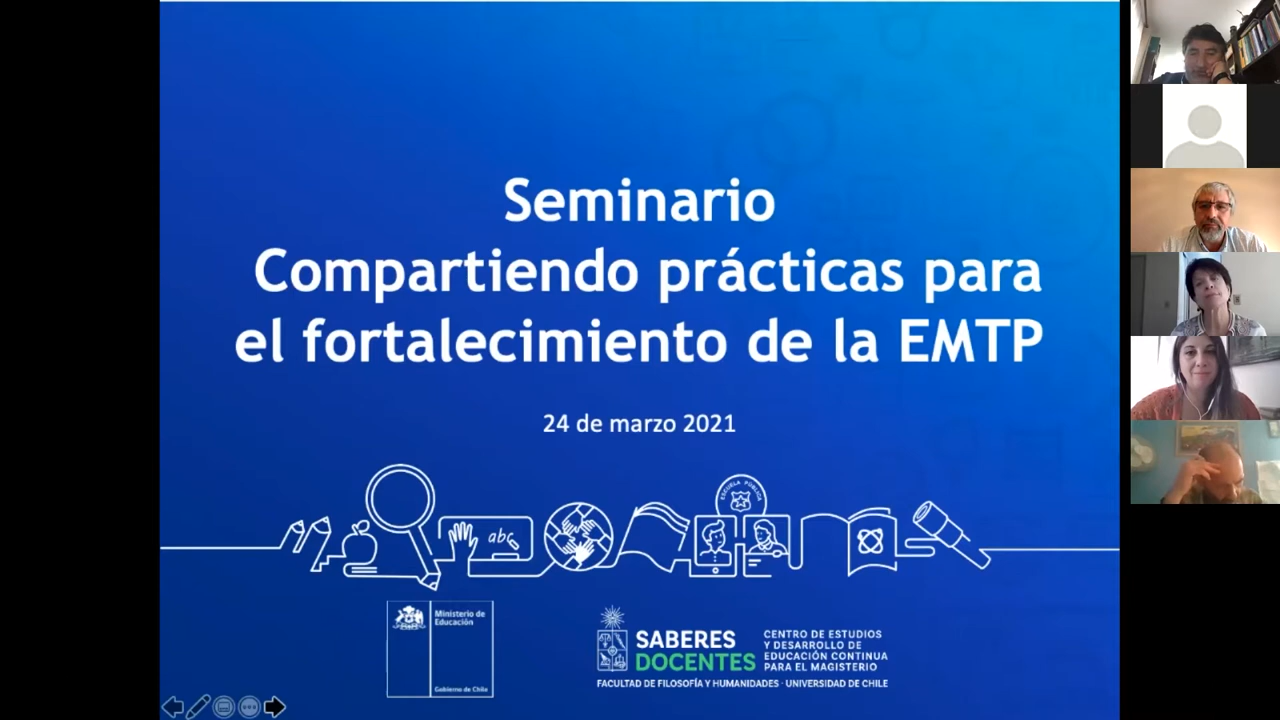 Seminario
Compartiendo prácticas para
el fortalecimiento de la EMTP
24 de marzo 2021
ESCUELA PÚBLICA
abc
Ministerio de
Educación
Gobierno de Chile
SABERES
DOCENTES
CENTRO DE ESTUDIOS
Y DESARROLLO DE
EDUCACIÓN CONTINUA
PARA EL MAGISTERIO
FACULTAD DE FILOSOFÍA Y HUMANIDADES · UNIVERSIDAD DE CHILE